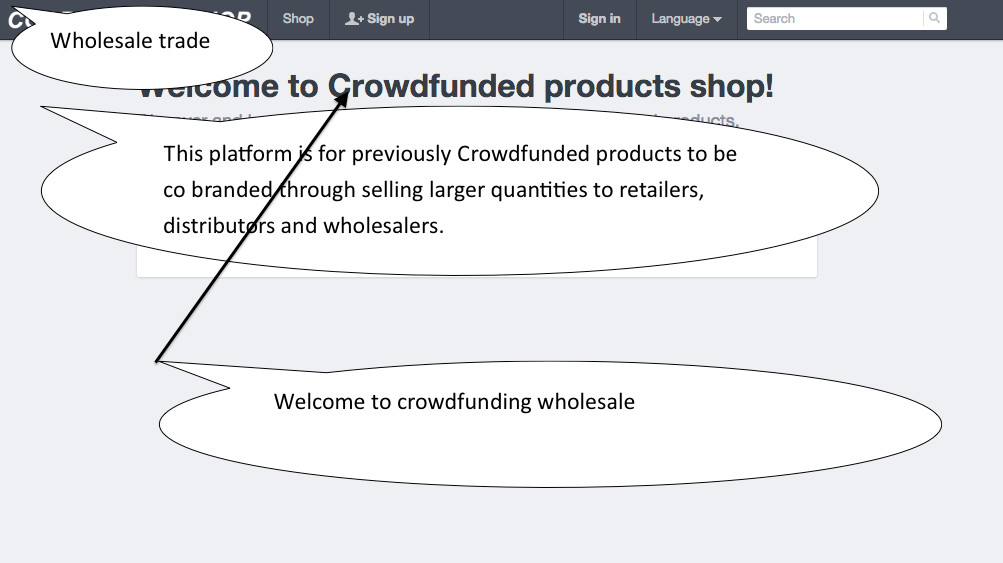 Shop
Sign up
Sign in
Language
Search
Wholesale trade
Welcome to Crowdfunded products shop!
products.
This platform is for previously Crowdfunded products to be
co branded through selling larger quantities to retailers,
distributors and wholesalers.
Welcome to crowdfunding wholesale